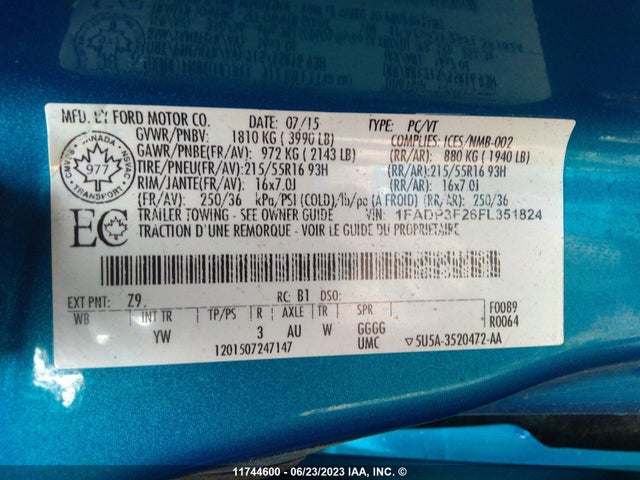 MFD. BY FORD MOTOR CO. DATE: 07/15 TYPE: PC/VT
GVWR/PNBV: 1810 KG ( 3990 LB) COMPLIES: ICES/NMB-002
GAWR/PNBE(FR/AV): 972 KG ( 2143 LB) (RR/AR): 880 KG ( 1940 LB)
TIRE/PNEU(FR/AV):215/55R16 93H (RR/AR):215/55R16 93H
RIM/JANTE(FR/AV): 16x7.0J (RR/AR): 16x7.0J
(FR/AV): 250/36 kPa/PSI (COLD)/lb/po (A FROID) (RR/AR): 250/36
TRAILER TOWING - SEE OWNER GUIDE VIN: 1FADP3F26FL351824
TRACTION D'UNE REMORQUE - VOIR LE GUIDE DU PROPRIETAIRE
CANADA
CMVSS NSVAC
977
TRANSPORT
EC
EXT PNT: Z9 RC: B1 DSO:
WB INT TR TP/PS R AXLE TR SPR F0089
YW 3 AU W GGGG R0064
1201507247147 UMC ▽5U5A-3520472-AA
11744600 - 06/23/2023 IAA, INC. ©